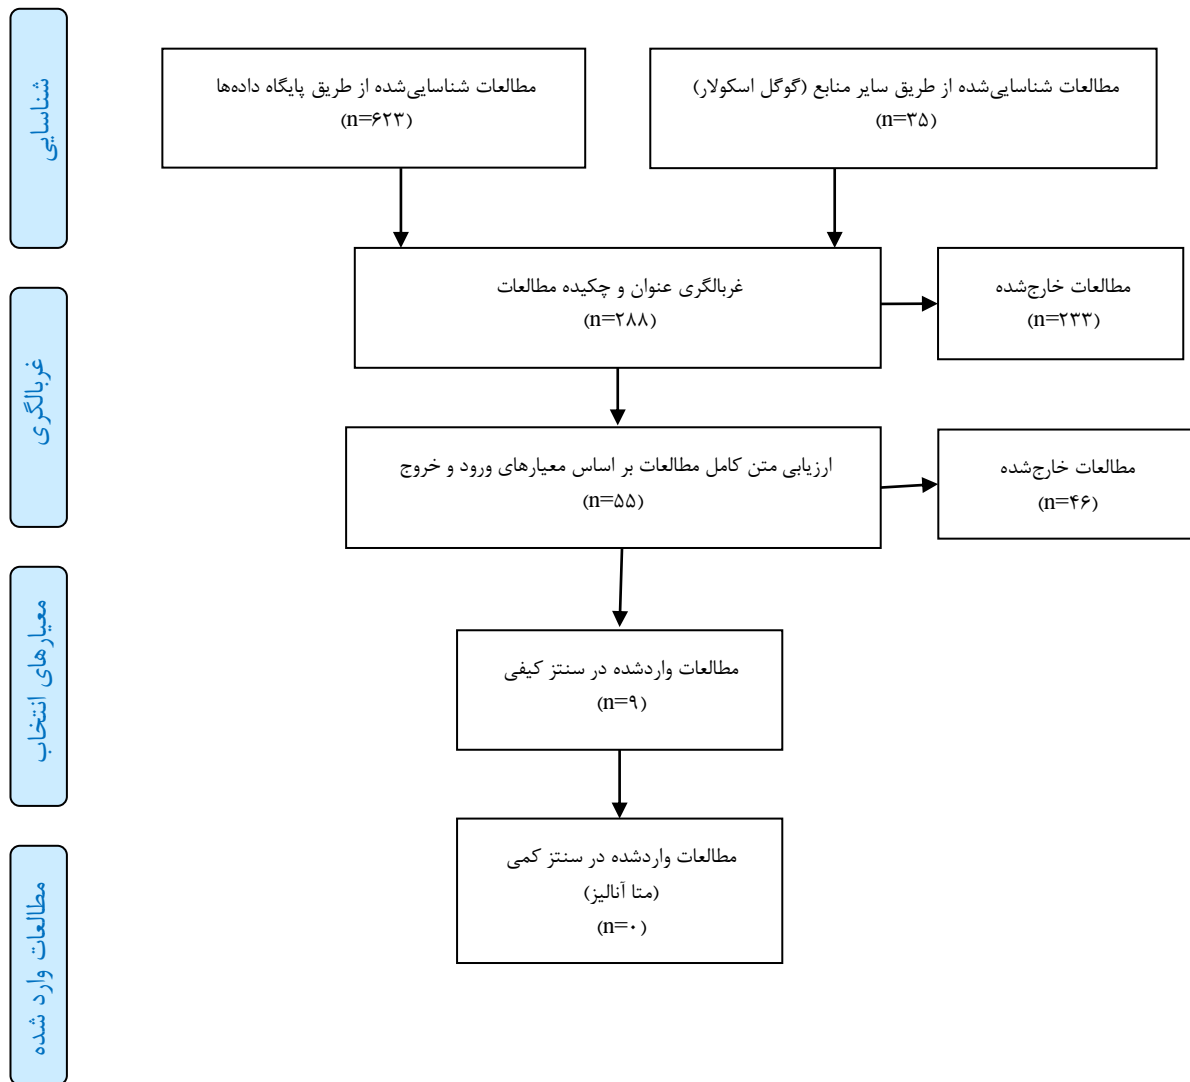 شناسایی
مطالعات شناسایی‌شده از طریق سایر منابع (گوگل اسکولار)
(n=۳۵)
مطالعات شناسایی‌شده از طریق پایگاه داده‌ها
(n=۶۲۳)
غربالگری عنوان و چکیده مطالعات
(n=۲۸۸)
مطالعات خارج‌شده
(n=۲۳۳)
غربالگری
ارزیابی متن کامل مطالعات بر اساس معیارهای ورود و خروج
(n=۵۵)
مطالعات خارج‌شده
(n=۴۶)
معیارهای انتخاب
مطالعات واردشده در سنتز کیفی
(n=۹)
مطالعات وارد شده
مطالعات واردشده در سنتز کمی
(متا آنالیز)
(n=۰)